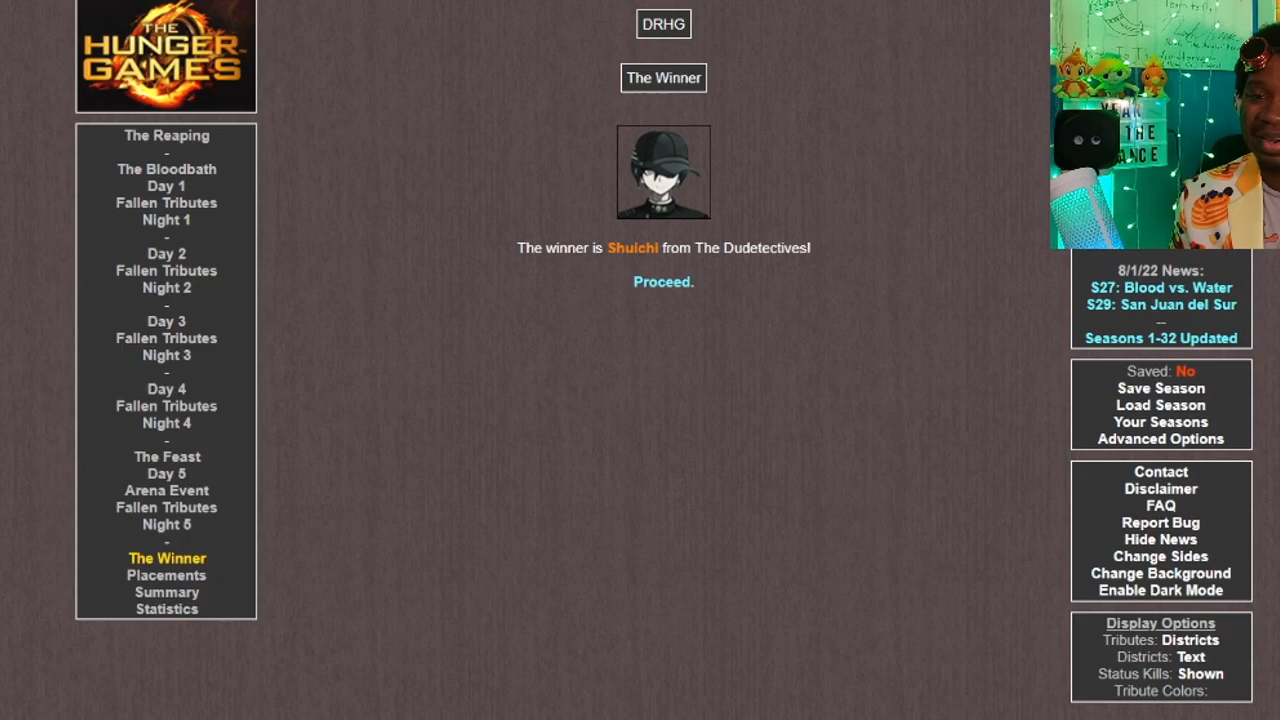 THE
HUNGER
GAMES
The Reaping
-
The Bloodbath
Day 1
Fallen Tributes
Night 1
-
Day 2
Fallen Tributes
Night 2
-
Day 3
Fallen Tributes
Night 3
-
Day 4
Fallen Tributes
Night 4
-
The Feast
Day 5
Arena Event
Fallen Tributes
Night 5
-
The Winner
Placements
Summary
Statistics
DRHG
The Winner
The winner is Shuichi from The Dudetectives!
Proceed.
YEAR
THE
ANCE
8/1/22 News:
S27: Blood vs. Water
S29: San Juan del Sur
--
Seasons 1-32 Updated
Saved: No
Save Season
Load Season
Your Seasons
Advanced Options
Contact
Disclaimer
FAQ
Report Bug
Hide News
Change Sides
Change Background
Enable Dark Mode
Display Options
Tributes: Districts
Districts: Text
Status Kills: Shown
Tribute Colors: